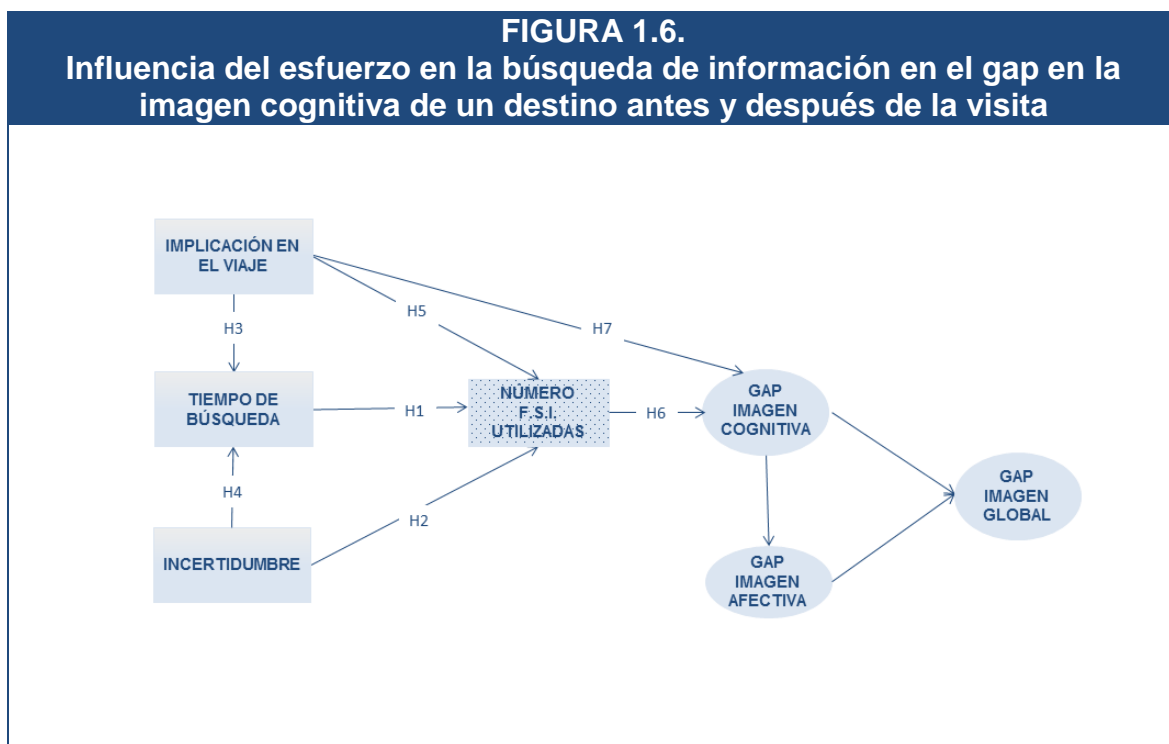 FIGURA 1.6.
Influencia del esfuerzo en la búsqueda de información en el gap en la
imagen cognitiva de un destino antes y después de la visita
IMPLICACIÓN EN
EL VIAJE
H5
H3
H7
TIEMPO DE
BÚSQUEDA
H1
NÚMERO
F.S.I.
UTILIZADAS
H6
GAP
IMAGEN
COGNITIVA
H4
H2
GAP
IMAGEN
GLOBAL
INCERTIDUMBRE
GAP
IMAGEN
AFECTIVA